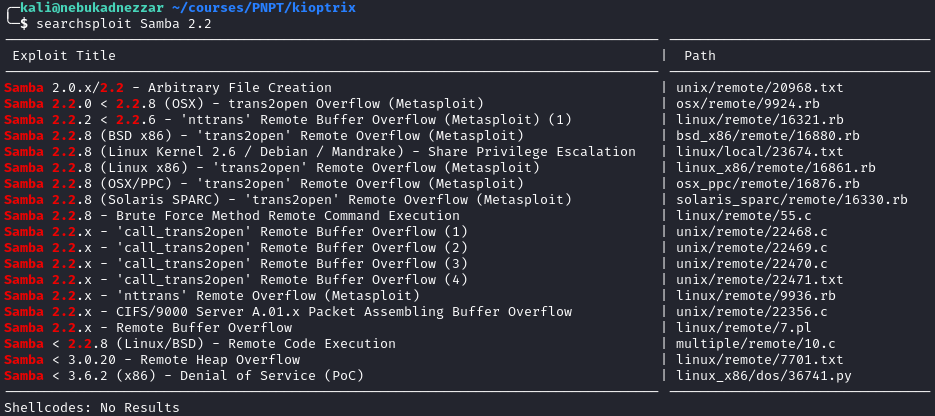 kali@nebukadnezzar ~/courses/PNPT/kioptrix
$ searchsploit Samba 2.2
Exploit Title | Path
Samba 2.0.x/2.2 - Arbitrary File Creation | unix/remote/20968.txt
Samba 2.2.0 < 2.2.8 (OSX) - trans2open Overflow (Metasploit) | osx/remote/9924.rb
Samba 2.2.2 < 2.2.6 - 'nttrans' Remote Buffer Overflow (Metasploit) (1) | linux/remote/16321.rb
Samba 2.2.8 (BSD x86) - 'trans2open' Remote Overflow (Metasploit) | bsd_x86/remote/16880.rb
Samba 2.2.8 (Linux Kernel 2.6 / Debian / Mandrake) - Share Privilege Escalation | linux/local/23674.txt
Samba 2.2.8 (Linux x86) - 'trans2open' Remote Overflow (Metasploit) | linux_x86/remote/16861.rb
Samba 2.2.8 (OSX/PPC) - 'trans2open' Remote Overflow (Metasploit) | osx_ppc/remote/16876.rb
Samba 2.2.8 (Solaris SPARC) - 'trans2open' Remote Overflow (Metasploit) | solaris_sparc/remote/16330.rb
Samba 2.2.8 - Brute Force Method Remote Command Execution | linux/remote/55.c
Samba 2.2.x - 'call_trans2open' Remote Buffer Overflow (1) | unix/remote/22468.c
Samba 2.2.x - 'call_trans2open' Remote Buffer Overflow (2) | unix/remote/22469.c
Samba 2.2.x - 'call_trans2open' Remote Buffer Overflow (3) | unix/remote/22470.c
Samba 2.2.x - 'call_trans2open' Remote Buffer Overflow (4) | unix/remote/22471.txt
Samba 2.2.x - 'nttrans' Remote Overflow (Metasploit) | linux/remote/9936.rb
Samba 2.2.x - CIFS/9000 Server A.01.x Packet Assembling Buffer Overflow | unix/remote/22356.c
Samba 2.2.x - Remote Buffer Overflow | linux/remote/7.pl
Samba < 2.2.8 (Linux/BSD) - Remote Code Execution | multiple/remote/10.c
Samba < 3.0.20 - Remote Heap Overflow | linux/remote/7701.txt
Samba < 3.6.2 (x86) - Denial of Service (PoC) | linux_x86/dos/36741.py
Shellcodes: No Results